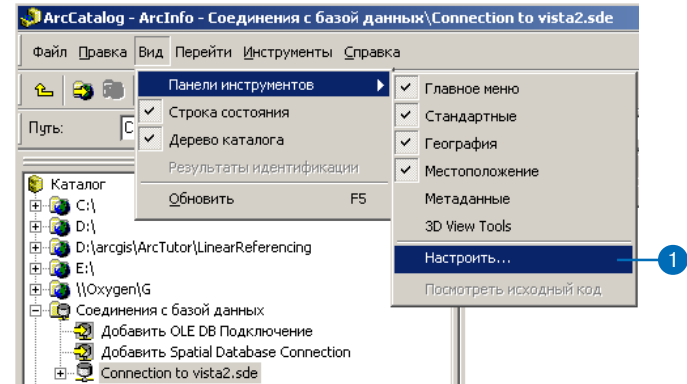 ArcCatalog - ArcInfo - Соединения с базой данных\Connection to vista2.sde
Файл Правка Вид Перейти Инструменты Справка
Панели инструментов
Строка состояния
Дерево каталога
Результаты идентификации
Обновить F5
Главное меню
Стандартные
География
Местоположение
Метаданные
3D View Tools
Настроить...
1
Посмотреть исходный код
Путь:
Каталог
C:\
D:\
D:\arcgis\ArcTutor\LinearReferencing
E:\
\\Oxygen\G
Соединения с базой данных
Добавить OLE DB Подключение
Добавить Spatial Database Connection
Connection to vista2.sde